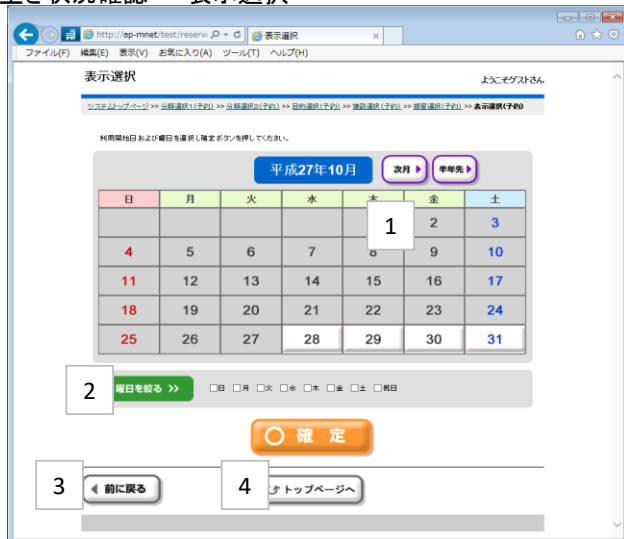 空き状況確認 表示選択
http://ap-mnet/test/reserv 表示選択 ×
ファイル(F) 編集(E) 表示(V) お気に入り(A) ツール(T) ヘルプ(H)
表示選択 ようこそゲストさん
システムトップページ >> 分類選択1(予約) >> 分類選択2(予約) >> 目的選択(予約) >> 施設選択(予約) >> 部屋選択(予約) >> 表示選択(予約)
利用開始日および曜日を選択し確定ボタンを押してください。
平成27年10月 次月 半年先
日 月 火 水 木 金 土
1 2 3
4 5 6 7 8 9 10
11 12 13 14 15 16 17
18 19 20 21 22 23 24
25 26 27 28 29 30 31
2 曜日を絞る >> □日 □月 □火 □水 □木 □金 □土 □祝日
確定
3 前に戻る 4 トップページへ